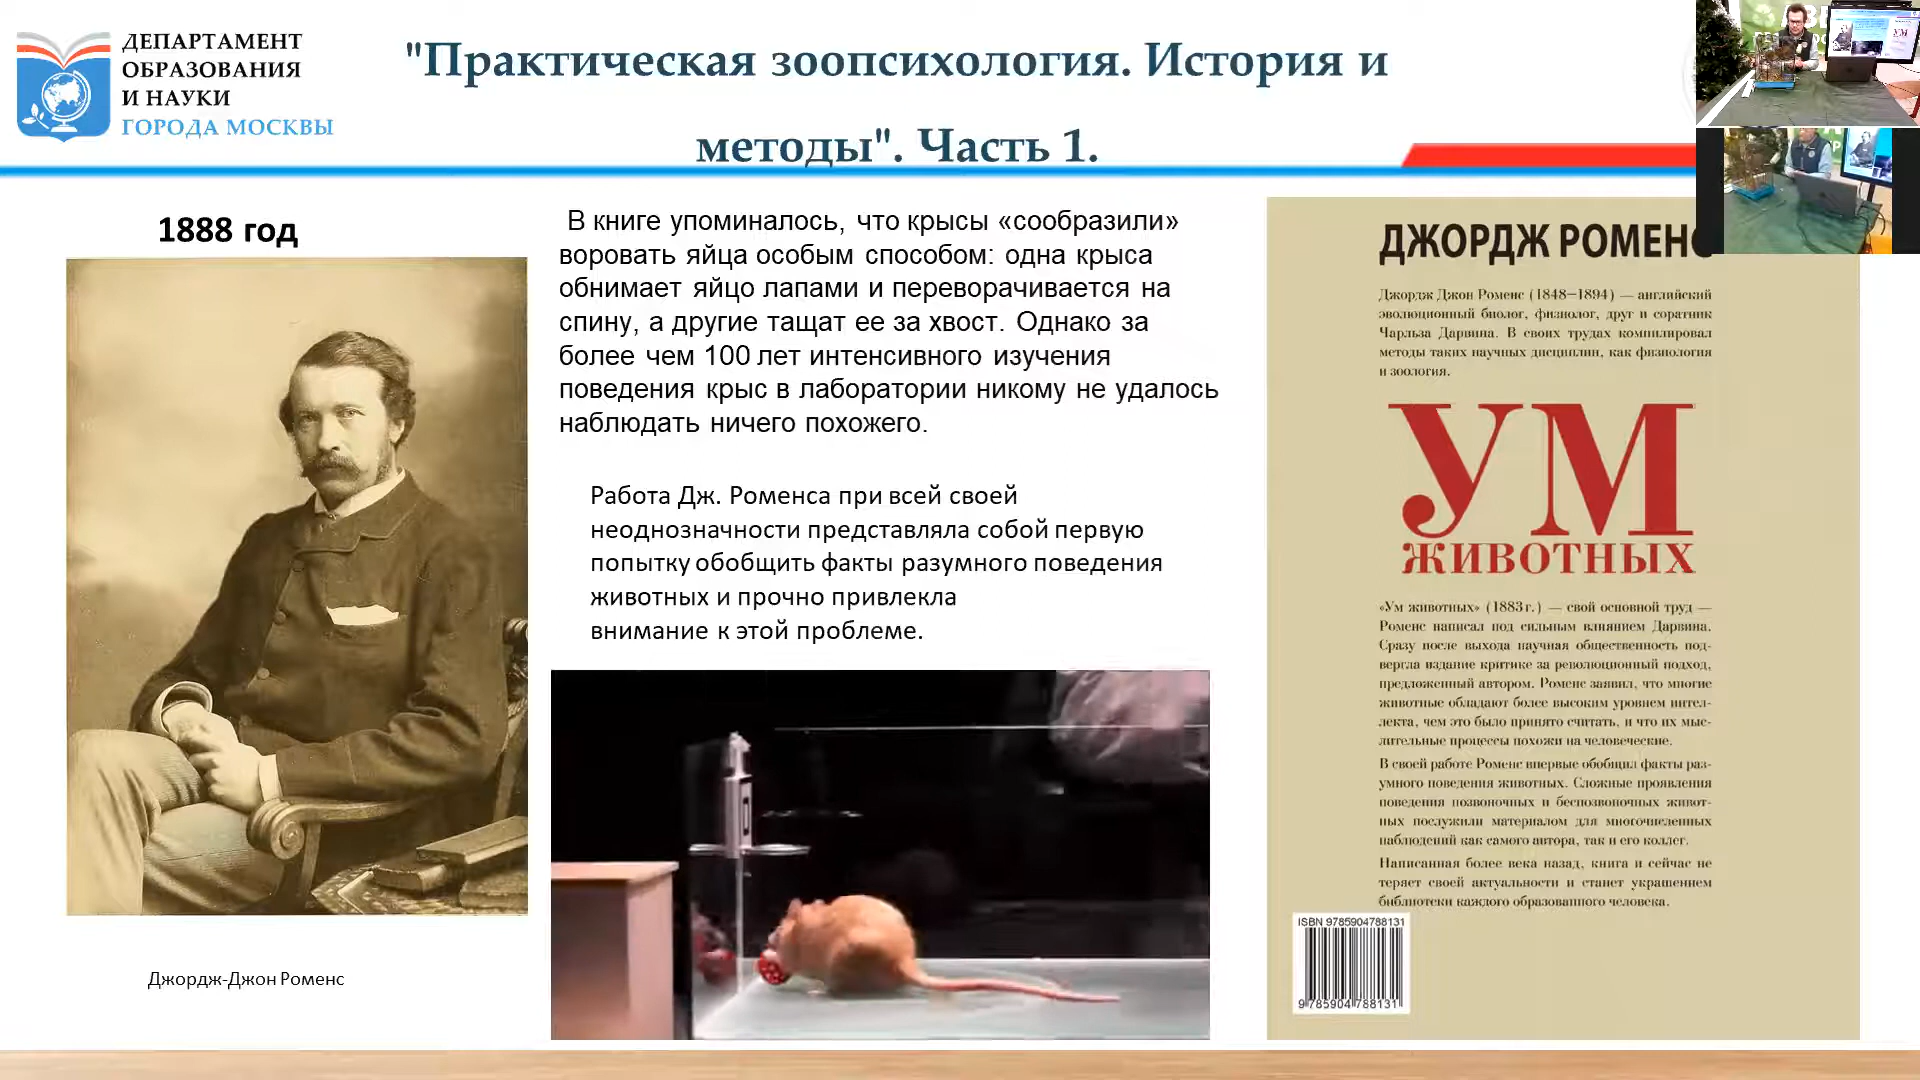 ДЕПАРТАМЕНТ
ОБРАЗОВАНИЯ
И НАУКИ
ГОРОДА МОСКВЫ
"Практическая зоопсихология. История и
методы". Часть 1.
1888 год
Джордж-Джон Роменс
В книге упоминалось, что крысы «сообразили»
воровать яйца особым способом: одна крыса
обнимает яйцо лапами и переворачивается на
спину, а другие тащат ее за хвост. Однако за
более чем 100 лет интенсивного изучения
поведения крыс в лаборатории никому не удалось
наблюдать ничего похожего.
Работа Дж. Роменса при всей своей
неоднозначности представляла собой первую
попытку обобщить факты разумного поведения
животных и прочно привлекла
внимание к этой проблеме.
ДЖОРДЖ РОМЕНС
Джордж Джон Роменс (1848–1894) — английский
эволюционный биолог, физиолог, друг и соратник
Чарльза Дарвина. В своих трудах компилировал
методы таких научных дисциплин, как физиология
и зоология.
УМ
ЖИВОТНЫХ
«Ум животных» (1883 г.) — свой основной труд —
Роменс написал под сильным влиянием Дарвина.
Сразу после выхода научная общественность под-
вергла издание критике за революционный подход,
предложенный автором. Роменс заявил, что многие
животные обладают более высоким уровнем интел-
лекта, чем это было принято считать, и что их мыс-
лительные процессы похожи на человеческие.
В своей работе Роменс впервые обобщил факты раз-
умного поведения животных. Сложные проявления
поведения позвоночных и беспозвоночных живот-
ных послужили материалом для многочисленных
наблюдений как самого автора, так и его коллег.
Написанная более века назад, книга и сейчас не
теряет своей актуальности и станет украшением
библиотеки каждого образованного человека.
ISBN 9785904788131
9 785904 788131